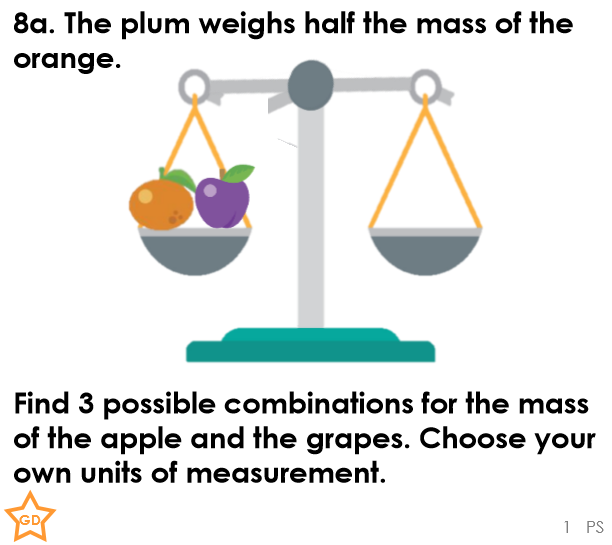 8a. The plum weighs half the mass of the
orange.
Find 3 possible combinations for the mass
of the apple and the grapes. Choose your
own units of measurement.
GD
1 PS